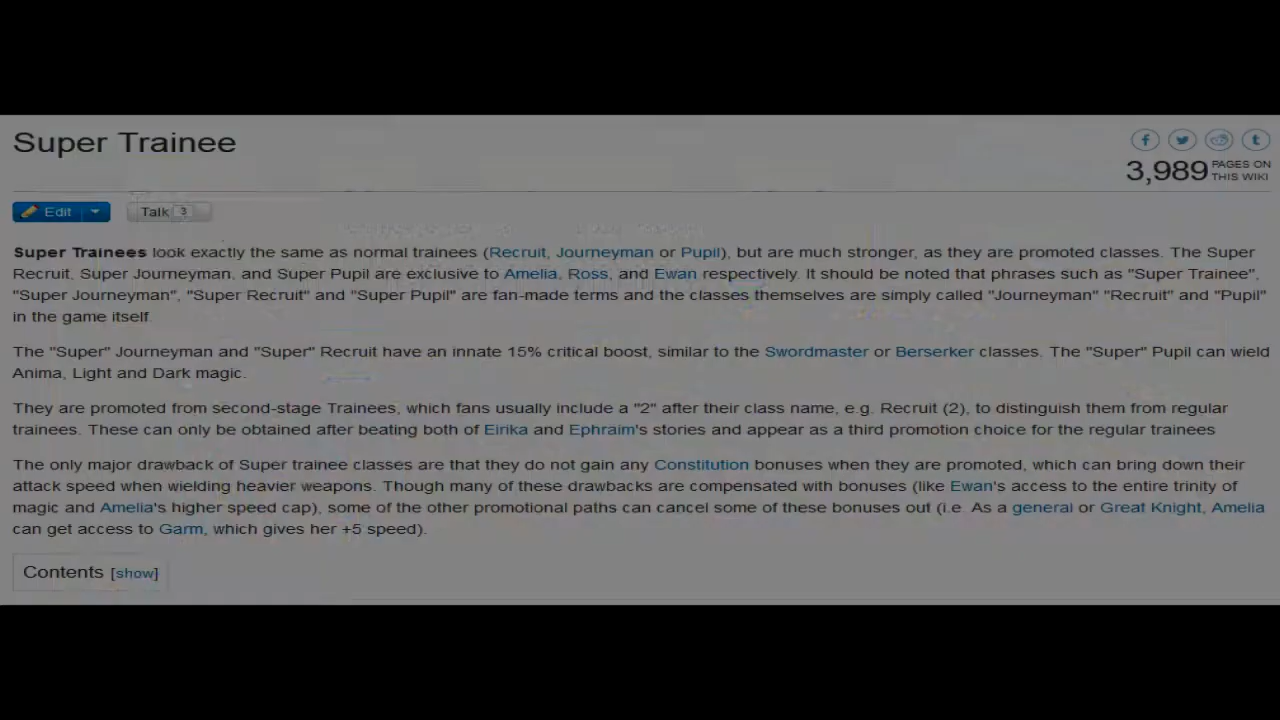 Super Trainee
3,989 PAGES ON
THIS WIKI
Edit Talk 3
Super Trainees look exactly the same as normal trainees (Recruit, Journeyman or Pupil), but are much stronger, as they are promoted classes. The Super
Recruit, Super Journeyman, and Super Pupil are exclusive to Amelia, Ross, and Ewan respectively. It should be noted that phrases such as "Super Trainee",
"Super Journeyman", "Super Recruit" and "Super Pupil" are fan-made terms and the classes themselves are simply called "Journeyman" "Recruit" and "Pupil"
in the game itself.
The "Super" Journeyman and "Super" Recruit have an innate 15% critical boost, similar to the Swordmaster or Berserker classes. The "Super" Pupil can wield
Anima, Light and Dark magic.
They are promoted from second-stage Trainees, which fans usually include a "2" after their class name, e.g. Recruit (2), to distinguish them from regular
trainees. These can only be obtained after beating both of Eirika and Ephraim's stories and appear as a third promotion choice for the regular trainees
The only major drawback of Super trainee classes are that they do not gain any Constitution bonuses when they are promoted, which can bring down their
attack speed when wielding heavier weapons. Though many of these drawbacks are compensated with bonuses (like Ewan's access to the entire trinity of
magic and Amelia's higher speed cap), some of the other promotional paths can cancel some of these bonuses out (i.e As a general or Great Knight, Amelia
can get access to Garm, which gives her +5 speed).
Contents [show]